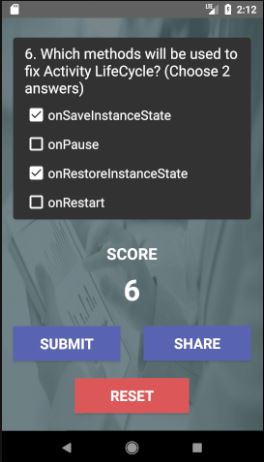 2:12
6. Which methods will be used to
fix Activity LifeCycle? (Choose 2
answers)
onSaveInstanceState
onPause
onRestoreInstanceState
onRestart
SCORE
6
SUBMIT SHARE
RESET